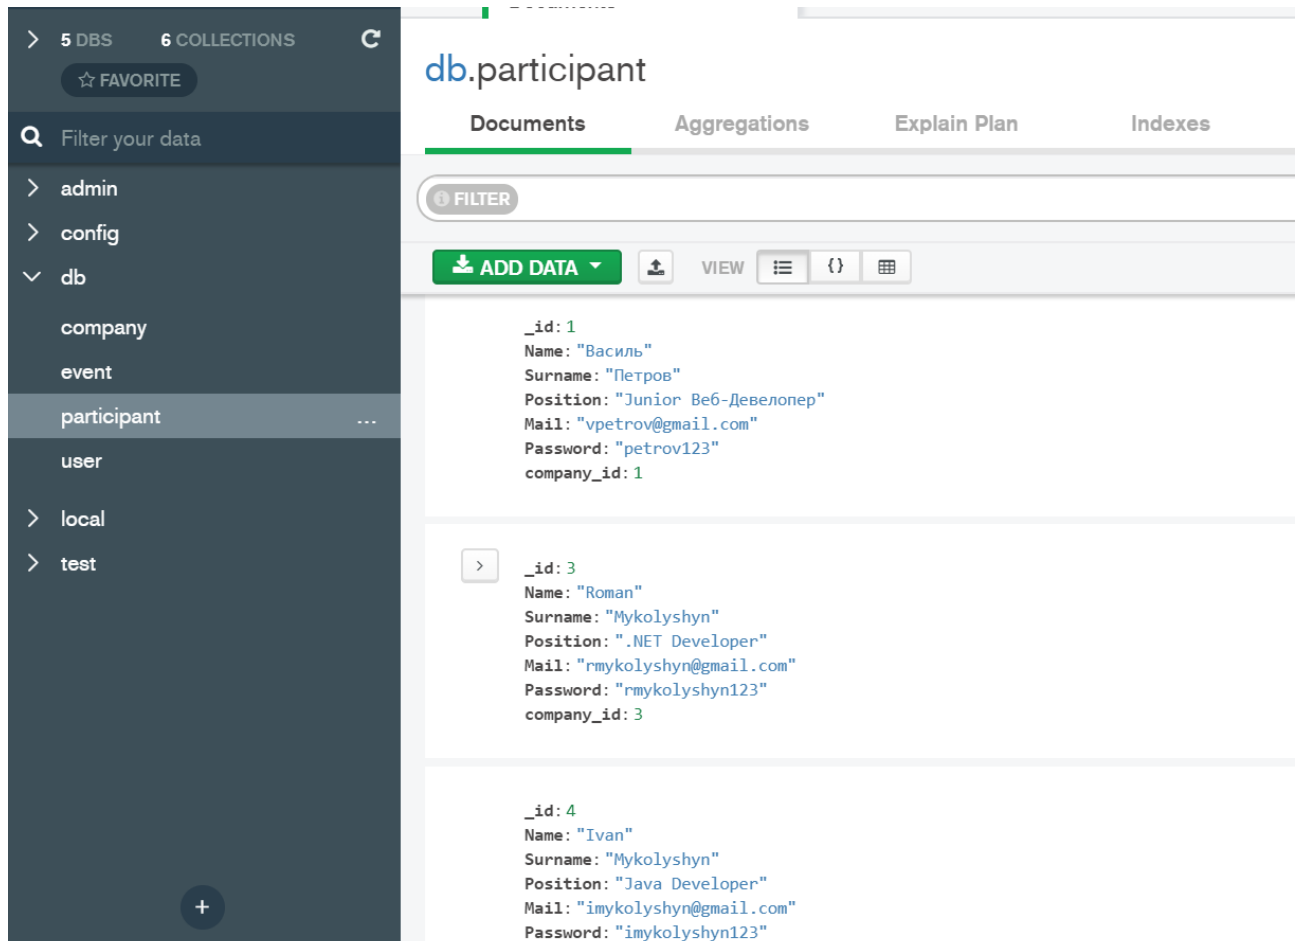 5 DBS 6 COLLECTIONS
FAVORITE
Filter your data
admin
config
db
company
event
participant ...
user
local
test
+
db.participant
Documents Aggregations Explain Plan Indexes
FILTER
ADD DATA VIEW {}
_id: 1
Name: "Василь"
Surname: "Петров"
Position: "Junior Веб-Девелопер"
Mail: "vpetrov@gmail.com"
Password: "petrov123"
company_id: 1
_id: 3
Name: "Roman"
Surname: "Mykolyshyn"
Position: ".NET Developer"
Mail: "rmykolyshyn@gmail.com"
Password: "rmykolyshyn123"
company_id: 3
_id: 4
Name: "Ivan"
Surname: "Mykolyshyn"
Position: "Java Developer"
Mail: "imykolyshyn@gmail.com"
Password: "imykolyshyn123"